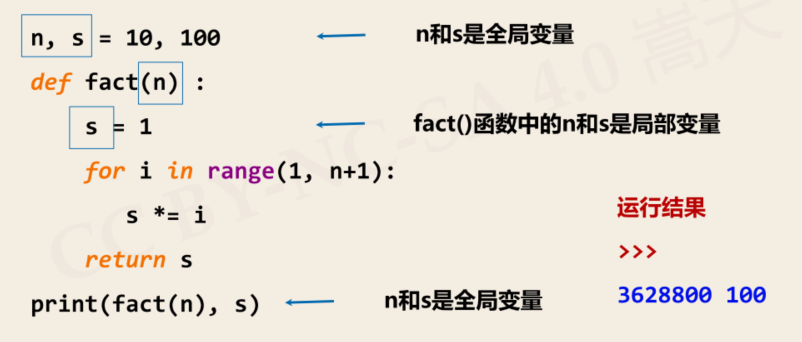 n, s = 10, 100 n和s是全局变量
def fact(n) :
s = 1 fact()函数中的n和s是局部变量
for i in range(1, n+1):
s *= i
return s
print(fact(n), s) n和s是全局变量
运行结果
>>>
3628800 100
CC BY-NC-SA 4.0 嵩天